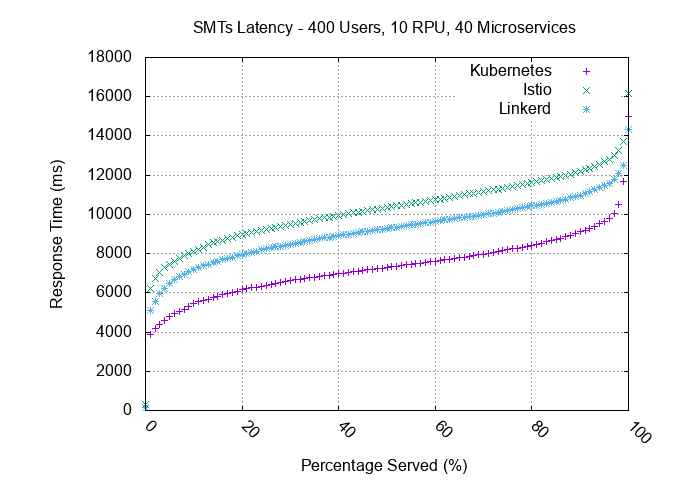 SMTs Latency - 400 Users, 10 RPU, 40 Microservices
18000
16000
14000
12000
10000
8000
6000
4000
2000
0
Response Time (ms)
Kubernetes
Istio
Linkerd
0
20
40
60
80
100
Percentage Served (%)